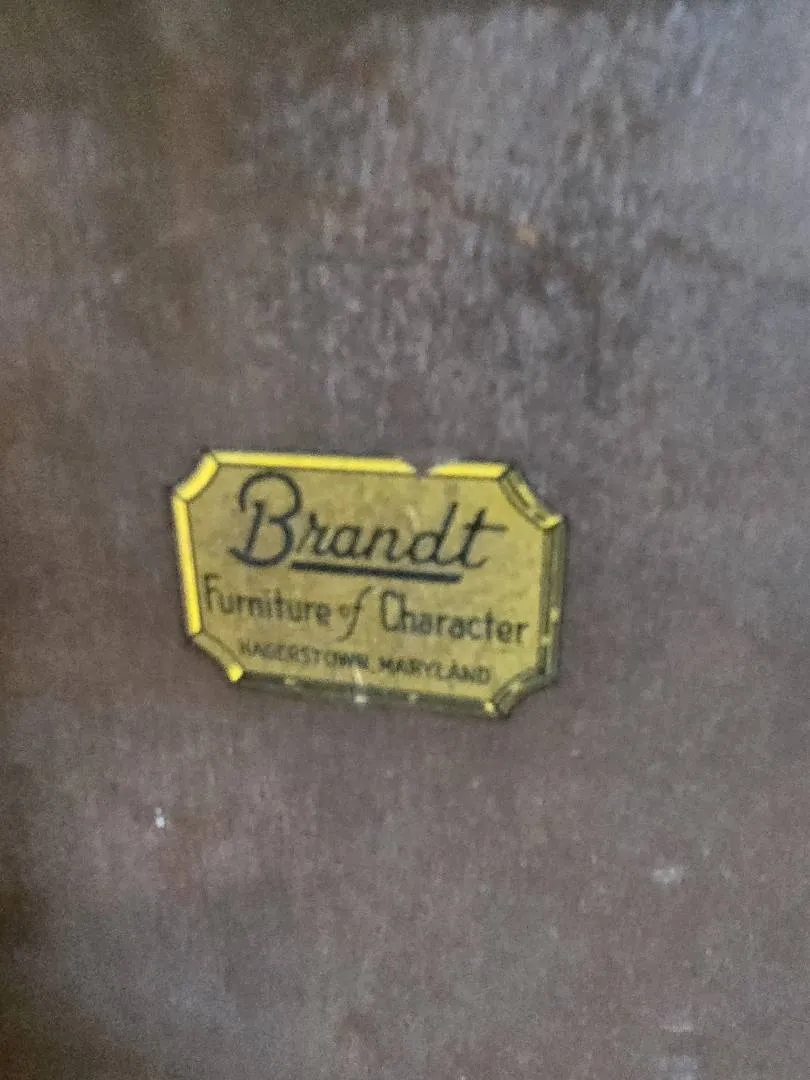 Brandt
Furniture of Character
HAGERSTOWN, MARYLAND